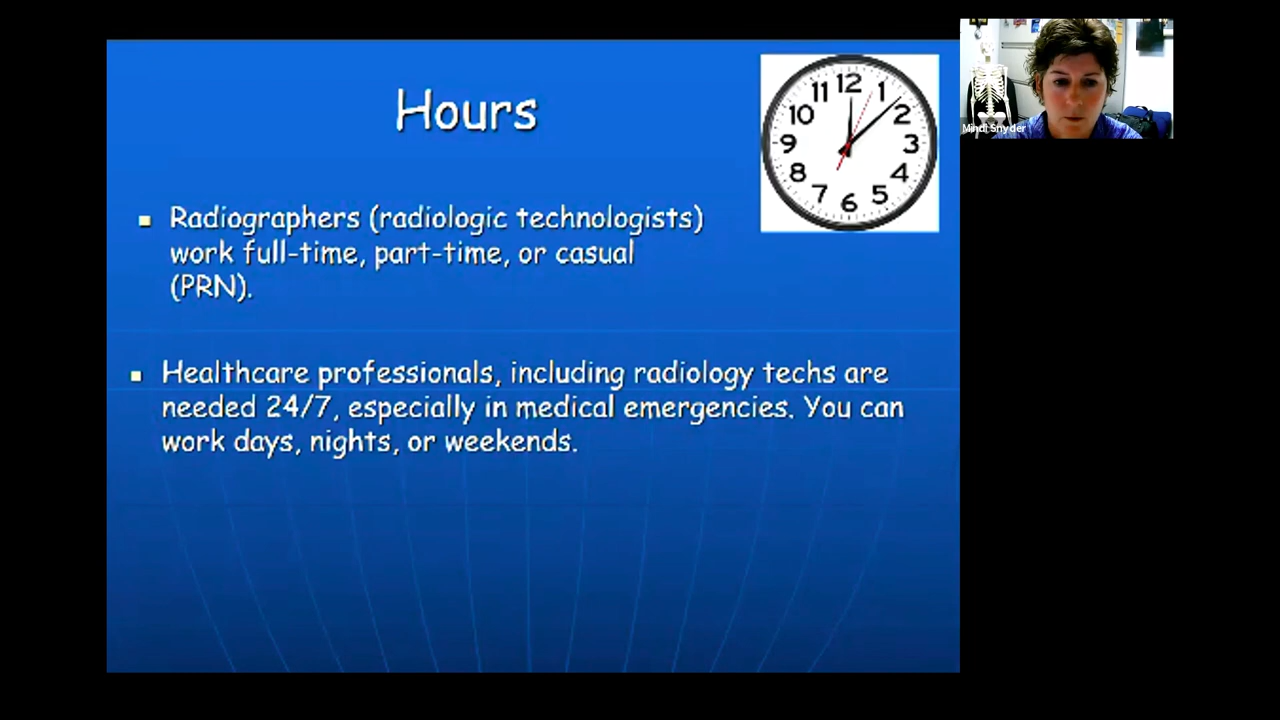 Hours
12
11
1
10
2
9
3
8
4
7
5
6
Mindi Snyder
Radiographers (radiologic technologists)
work full-time, part-time, or casual
(PRN).
Healthcare professionals, including radiology techs are
needed 24/7, especially in medical emergencies. You can
work days, nights, or weekends.